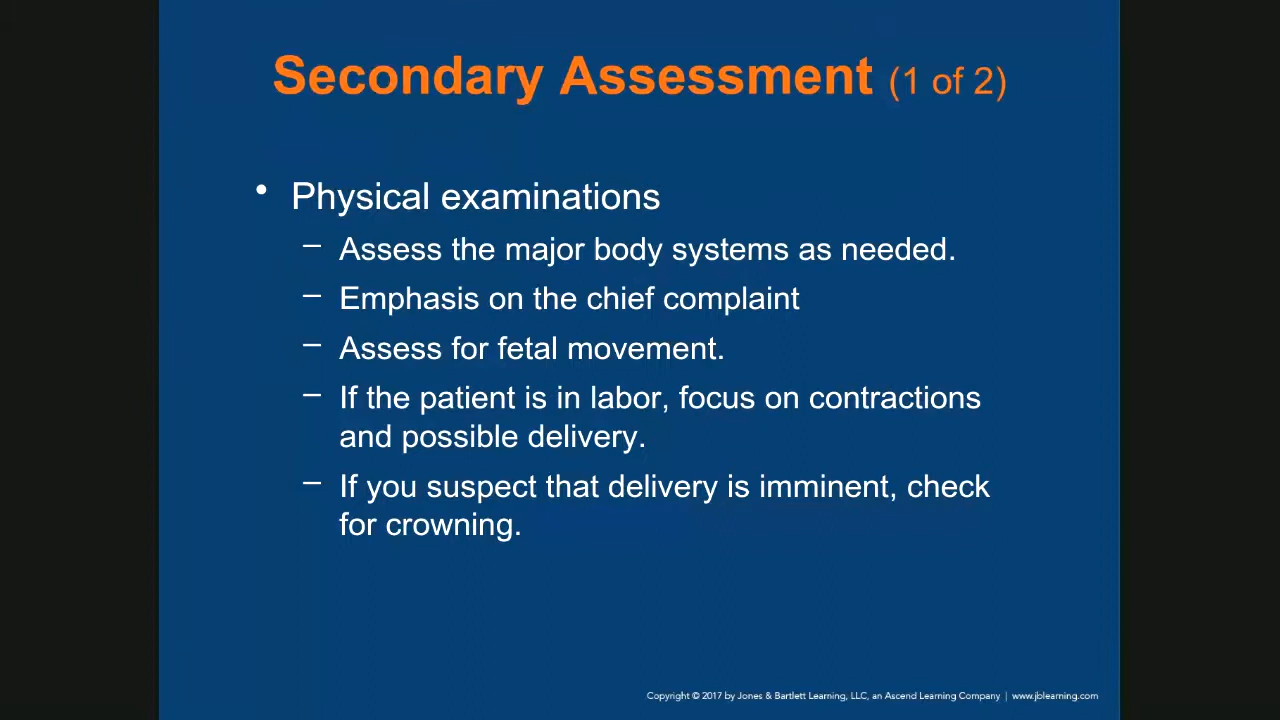 Secondary Assessment (1 of 2)
• Physical examinations
– Assess the major body systems as needed.
– Emphasis on the chief complaint
– Assess for fetal movement.
– If the patient is in labor, focus on contractions
and possible delivery.
– If you suspect that delivery is imminent, check
for crowning.
Copyright © 2017 by Jones & Bartlett Learning, LLC, an Ascend Learning Company | www.jblearning.com